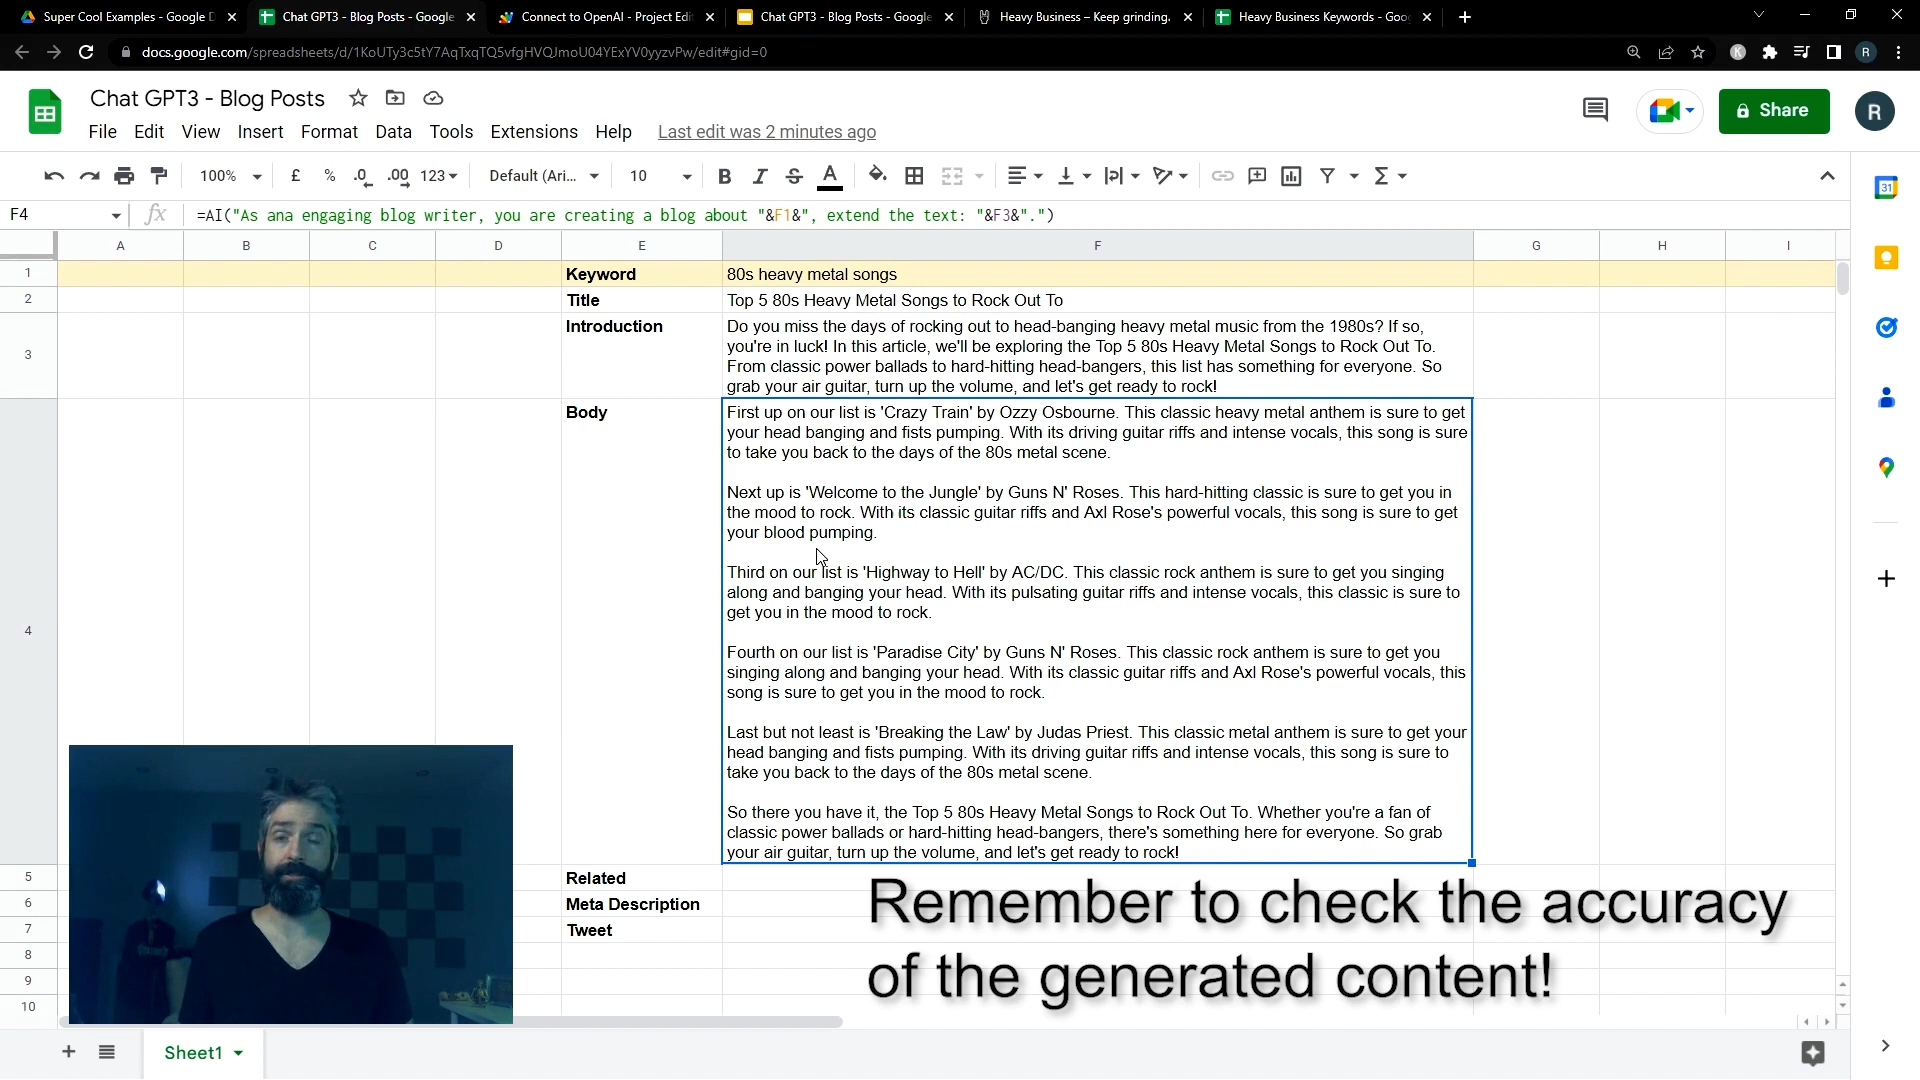 Super Cool Examples - Google D
Chat GPT3 - Blog Posts - Google
Connect to OpenAI - Project Edit
Chat GPT3 - Blog Posts - Google
Heavy Business – Keep grinding.
Heavy Business Keywords - Goog
docs.google.com/spreadsheets/d/1KoUTy3c5tY7AqTxqTQ5vfgHVQJmoU04YExYV0yyzvPw/edit#gid=0
K
R
Chat GPT3 - Blog Posts
Share
R
File Edit View Insert Format Data Tools Extensions Help Last edit was 2 minutes ago
100% £ % .0 .00 123 Default (Ari... 10 B I S A
31
F4 fx =AI("As ana engaging blog writer, you are creating a blog about "&F1&", extend the text: "&F3&".")
A B C D E F G H I
1 Keyword 80s heavy metal songs
2 Title Top 5 80s Heavy Metal Songs to Rock Out To
3 Introduction Do you miss the days of rocking out to head-banging heavy metal music from the 1980s? If so,
you're in luck! In this article, we'll be exploring the Top 5 80s Heavy Metal Songs to Rock Out To.
From classic power ballads to hard-hitting head-bangers, this list has something for everyone. So
grab your air guitar, turn up the volume, and let's get ready to rock!
4 Body First up on our list is 'Crazy Train' by Ozzy Osbourne. This classic heavy metal anthem is sure to get
your head banging and fists pumping. With its driving guitar riffs and intense vocals, this song is sure
to take you back to the days of the 80s metal scene.
Next up is 'Welcome to the Jungle' by Guns N' Roses. This hard-hitting classic is sure to get you in
the mood to rock. With its classic guitar riffs and Axl Rose's powerful vocals, this song is sure to get
your blood pumping.
Third on our list is 'Highway to Hell' by AC/DC. This classic rock anthem is sure to get you singing
along and banging your head. With its pulsating guitar riffs and intense vocals, this classic is sure to
get you in the mood to rock.
Fourth on our list is 'Paradise City' by Guns N' Roses. This classic rock anthem is sure to get you
singing along and banging your head. With its classic guitar riffs and Axl Rose's powerful vocals, this
song is sure to get you in the mood to rock.
Last but not least is 'Breaking the Law' by Judas Priest. This classic metal anthem is sure to get your
head banging and fists pumping. With its driving guitar riffs and intense vocals, this song is sure to
take you back to the days of the 80s metal scene.
So there you have it, the Top 5 80s Heavy Metal Songs to Rock Out To. Whether you're a fan of
classic power ballads or hard-hitting head-bangers, there's something here for everyone. So grab
your air guitar, turn up the volume, and let's get ready to rock!
5 Related
6 Meta Description
7 Tweet
8
9
10
Remember to check the accuracy
of the generated content!
Sheet1